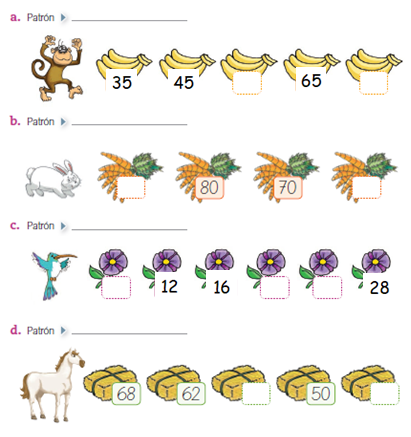 a. Patrón
35 45 65
b. Patrón
80 70
c. Patrón
12 16 28
d. Patrón
68 62 50